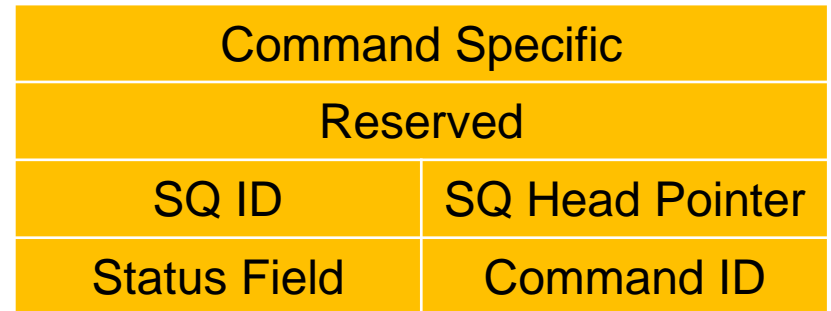 Command Specific
Reserved
SQ ID SQ Head Pointer
Status Field Command ID